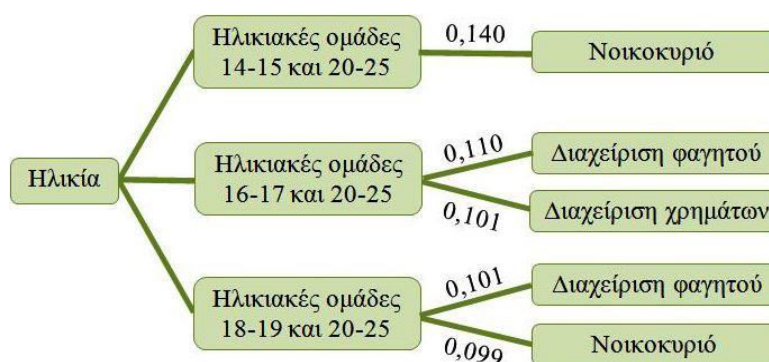 Ηλικιακές ομάδες
14-15 και 20-25
0,140
Νοικοκυριό
Ηλικία
Ηλικιακές ομάδες
16-17 και 20-25
0,110
Διαχείριση φαγητού
0,101
Διαχείριση χρημάτων
Ηλικιακές ομάδες
18-19 και 20-25
0,101
Διαχείριση φαγητού
0,099
Νοικοκυριό